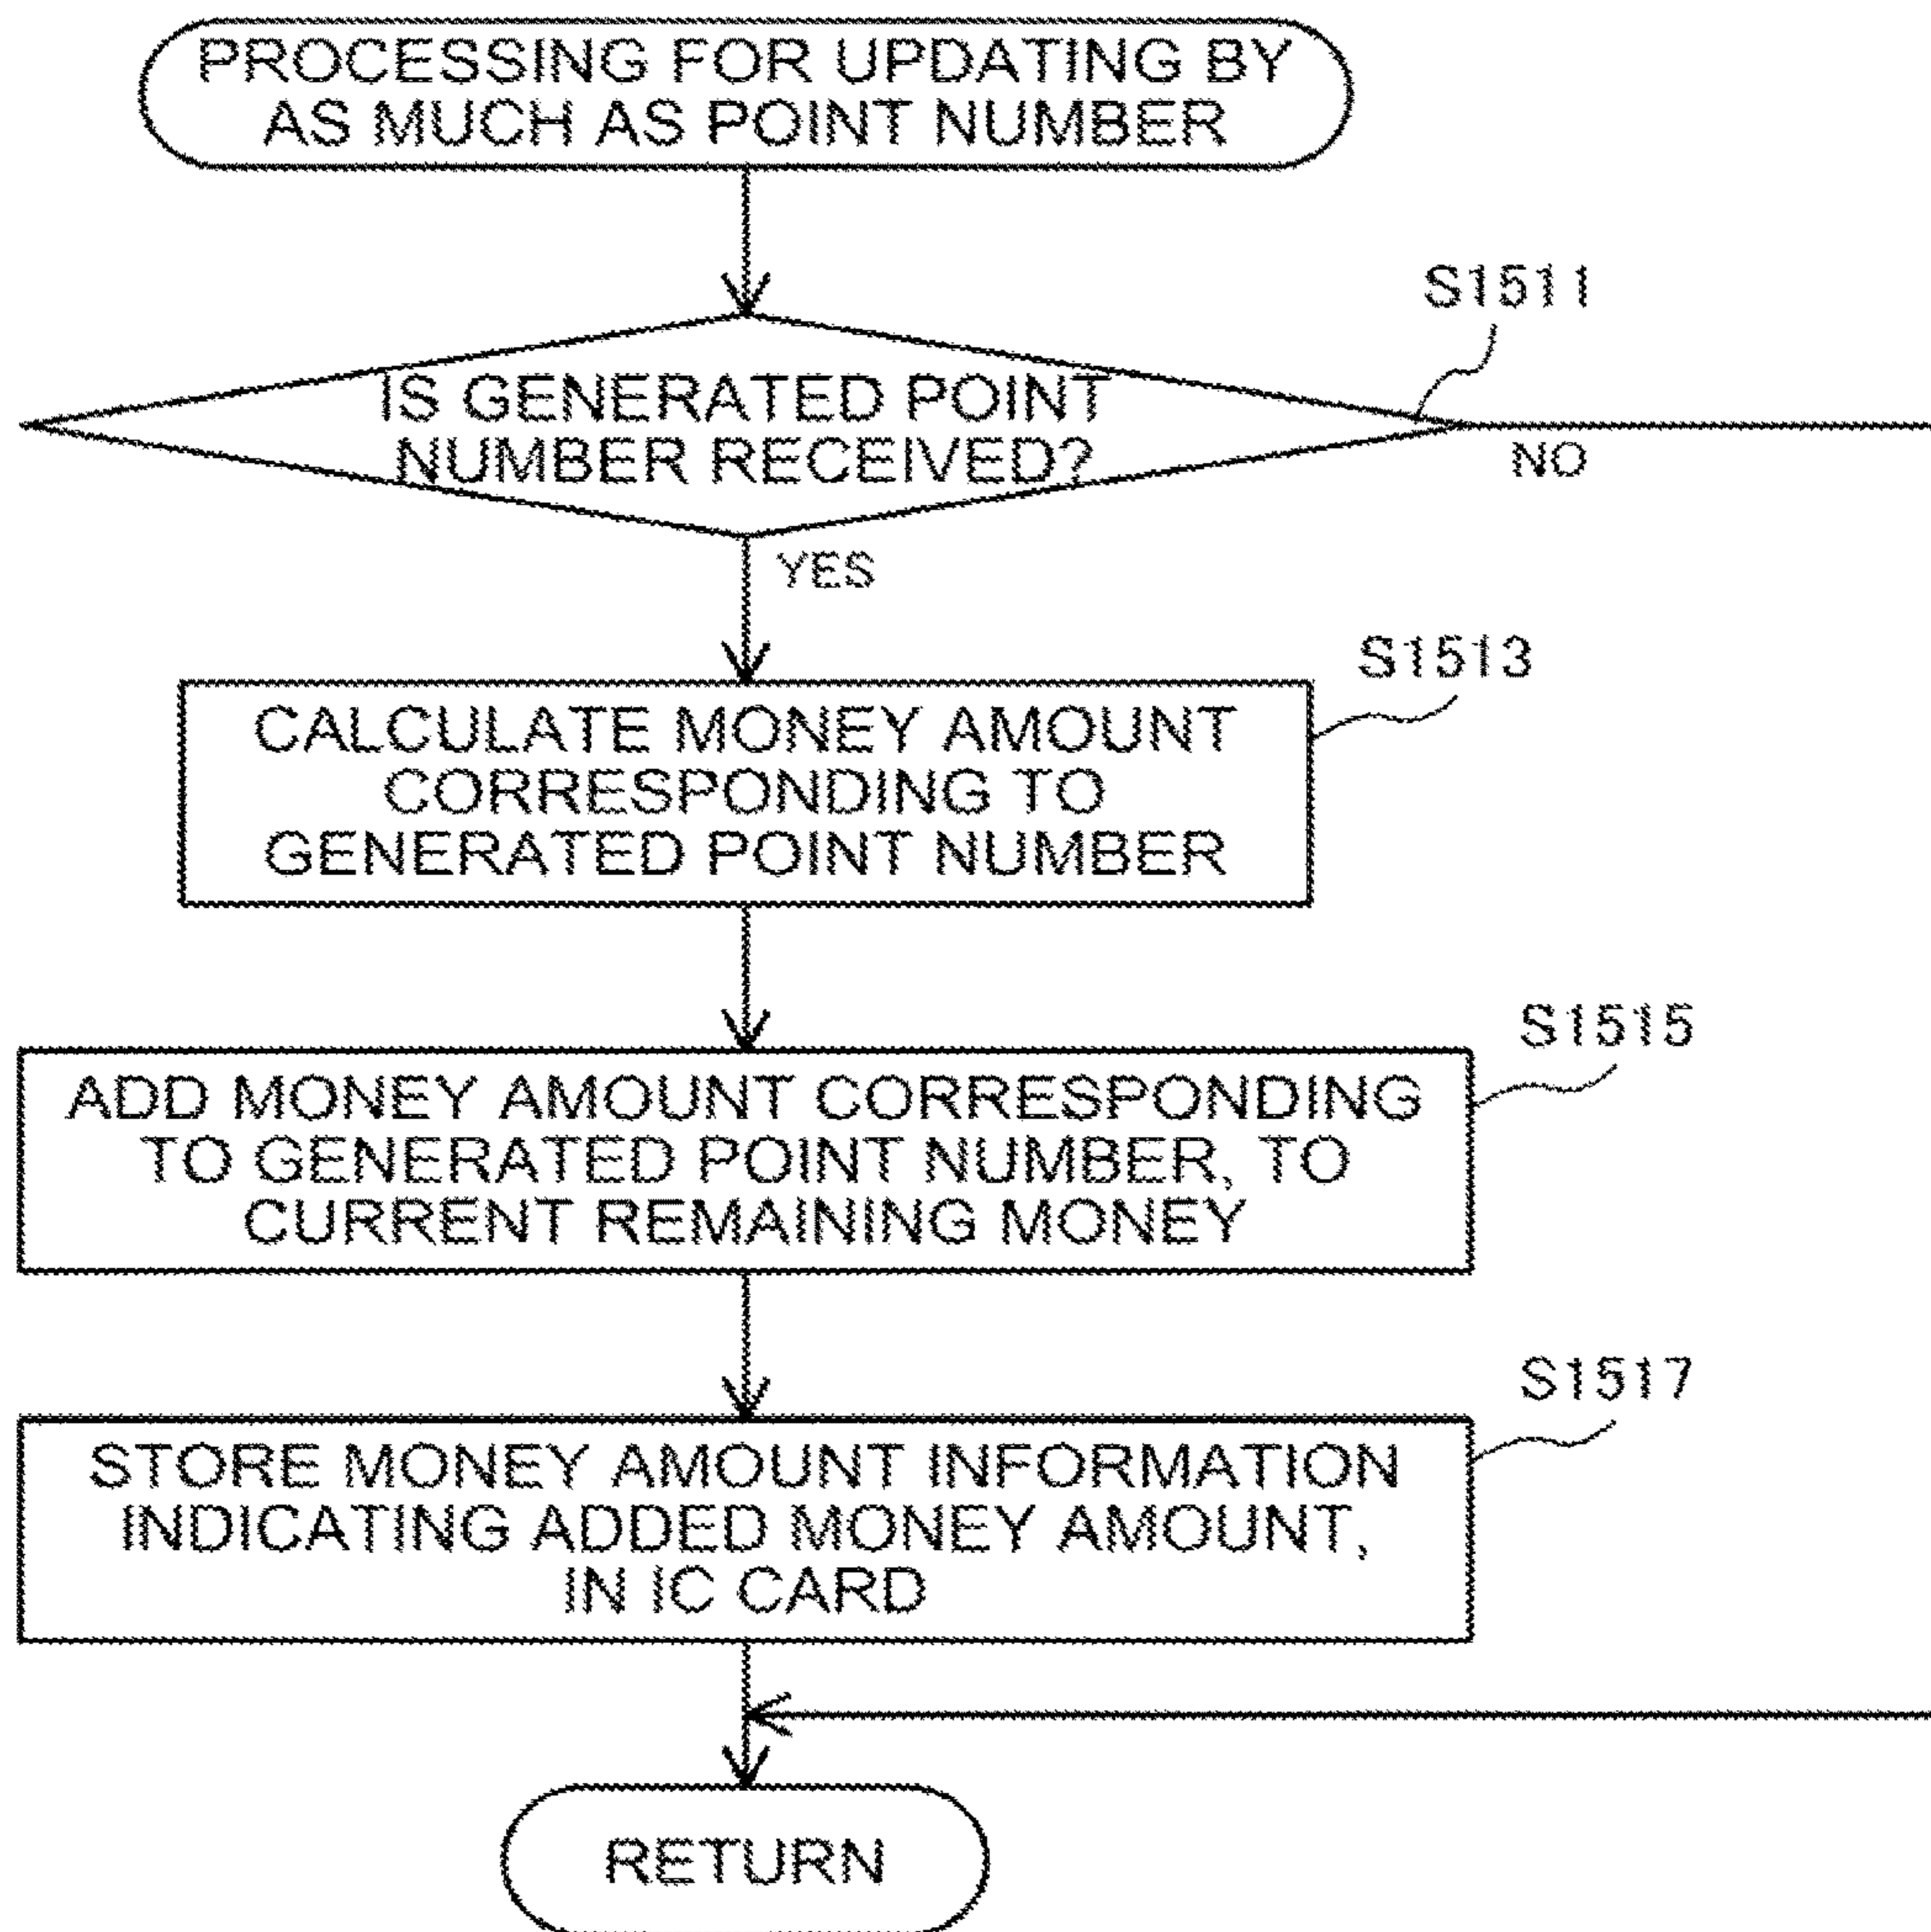 PROCESSING FOR UPDATING BY
AS MUCH AS POINT NUMBER
S1511
IS GENERATED POINT
NUMBER RECEIVED?
NO
YES
S1513
CALCULATE MONEY AMOUNT
CORRESPONDING TO
GENERATED POINT NUMBER
S1515
ADD MONEY AMOUNT CORRESPONDING
TO GENERATED POINT NUMBER, TO
CURRENT REMAINING MONEY
S1517
STORE MONEY AMOUNT INFORMATION
INDICATING ADDED MONEY AMOUNT,
IN IC CARD
RETURN